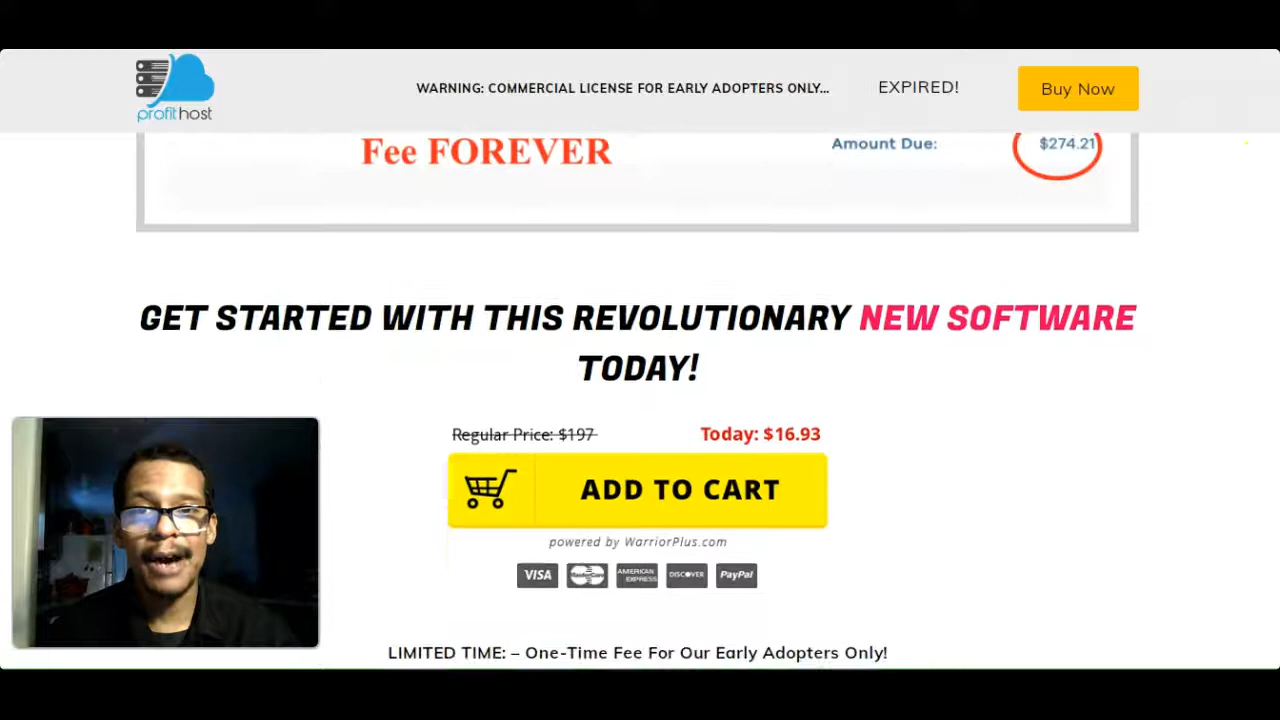 profithost
WARNING: COMMERCIAL LICENSE FOR EARLY ADOPTERS ONLY...
EXPIRED!
Buy Now
Fee FOREVER
Amount Due:
$274.21
GET STARTED WITH THIS REVOLUTIONARY NEW SOFTWARE
TODAY!
Regular Price: $197
Today: $16.93
ADD TO CART
powered by WarriorPlus.com
VISA
MasterCard
AMERICAN
EXPRESS
DISCOVER
PayPal
LIMITED TIME: – One-Time Fee For Our Early Adopters Only!